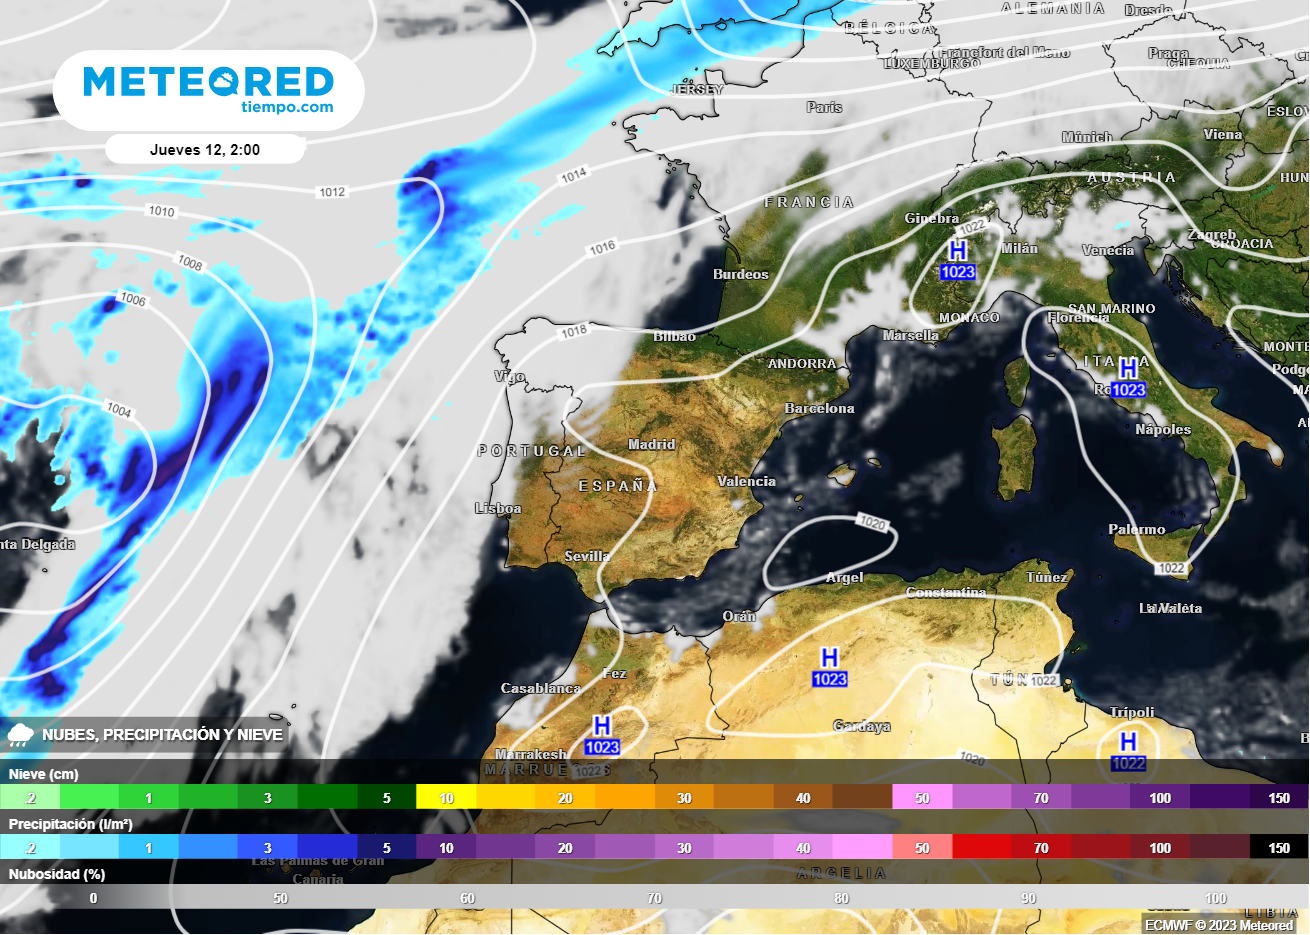 METEORED
tiempo.com
Jueves 12, 2:00
ALEMANIA
Dresde
BÉLGICA
Fráncfort del Meno
LUXEMBURGO
Praga
CHEQUIA
JERSEY
París
ESLOV
Viena
Múnich
AUSTRIA
HUN
1012
1014
1010
1016
1008
1006
1004
1018
FRANCIA
Ginebra
1022
H
1023
Milán
Venecia
Zagreb
CROACIA
Burdeos
MONACO
SAN MARINO
Florencia
Marsella
Bilbao
ANDORRA
ITALIA
H
1023
MONTE
Podg
Vigo
Barcelona
Nápoles
Madrid
PORTUGAL
ESPAÑA
Valencia
Lisboa
1020
Palermo
nta Delgada
Sevilla
1022
Argel
Constantina
Túnez
Orán
La Valeta
H
1023
Fez
Casablanca
TÚN
1022
Gardaya
Trípoli
H
1023
1022
H
1022
Marrakesh
MARRUECOS
1020
NUBES, PRECIPITACIÓN Y NIEVE
Nieve (cm)
.2 1 3 5 10 20 30 40 50 70 100 150
Precipitación (l/m²)
.2 1 3 5 10 20 30 40 50 70 100 150
Las Palmas de Gran
Canaria
ARGELIA
Nubosidad (%)
0 50 60 70 80 90 100
LIBIA
ECMWF © 2023 Meteored